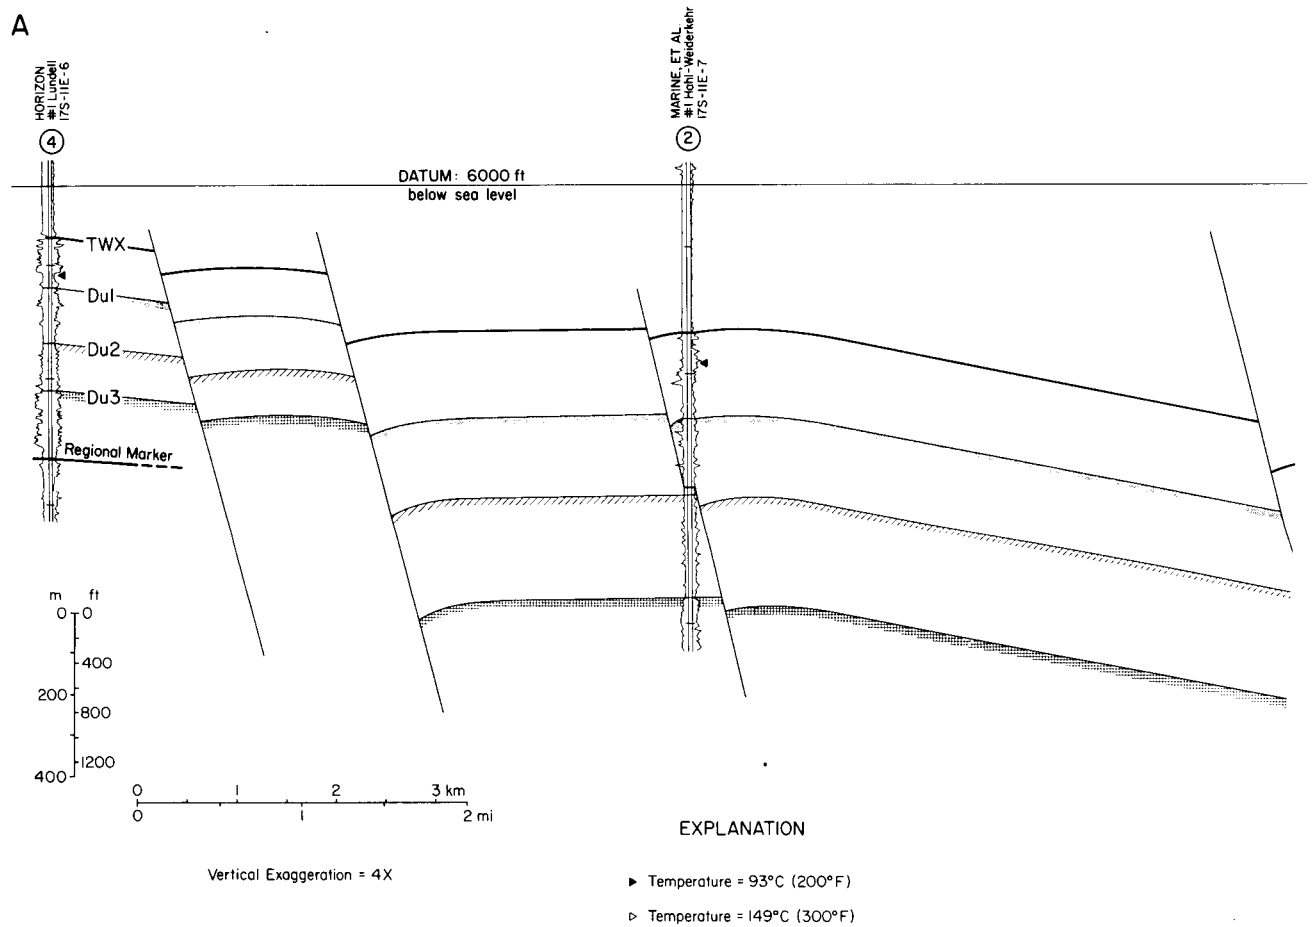 A
HORIZON
#1 Lundell
17S-11E-6
4
MARINE, ET AL.
#1 Hahl-Weiderkehr
17S-11E-7
2
DATUM: 6000 ft
below sea level
TWX
Du1
Du2
Du3
Regional Marker
m ft
0 0
400
200
800
1200
400
0 1 2 3 km
0 1 2 mi
Vertical Exaggeration = 4X
EXPLANATION
Temperature = 93°C (200°F)
Temperature = 149°C (300°F)